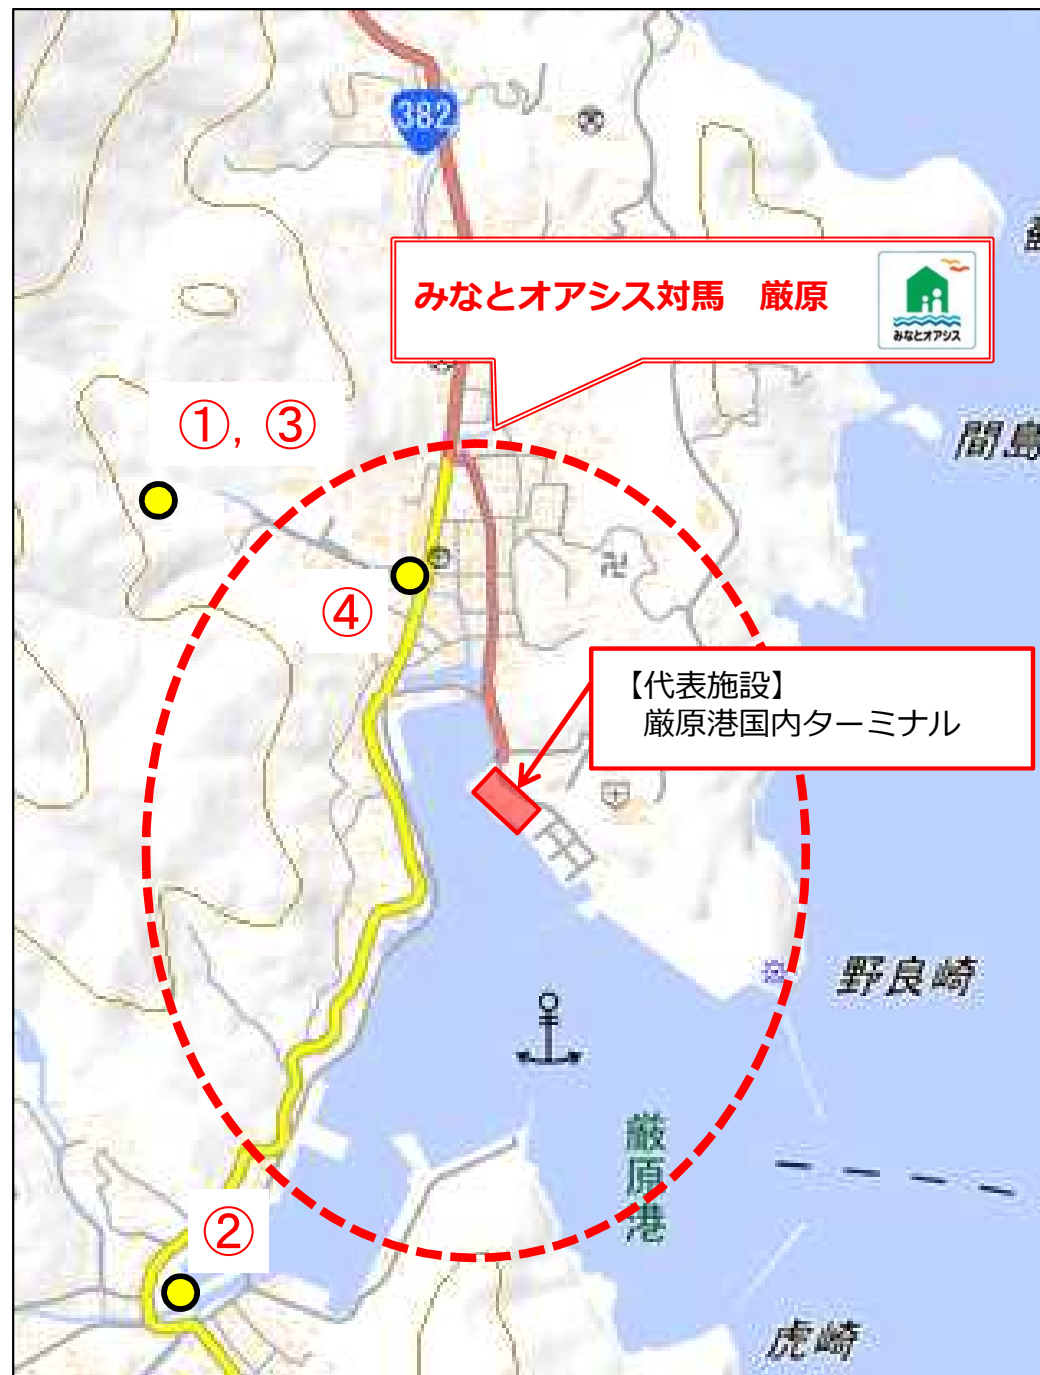 382
みなとオアシス対馬　厳原
みなとオアシス
間島
①, ③
④
【代表施設】
厳原港国内ターミナル
野良崎
厳原港
②
虎崎